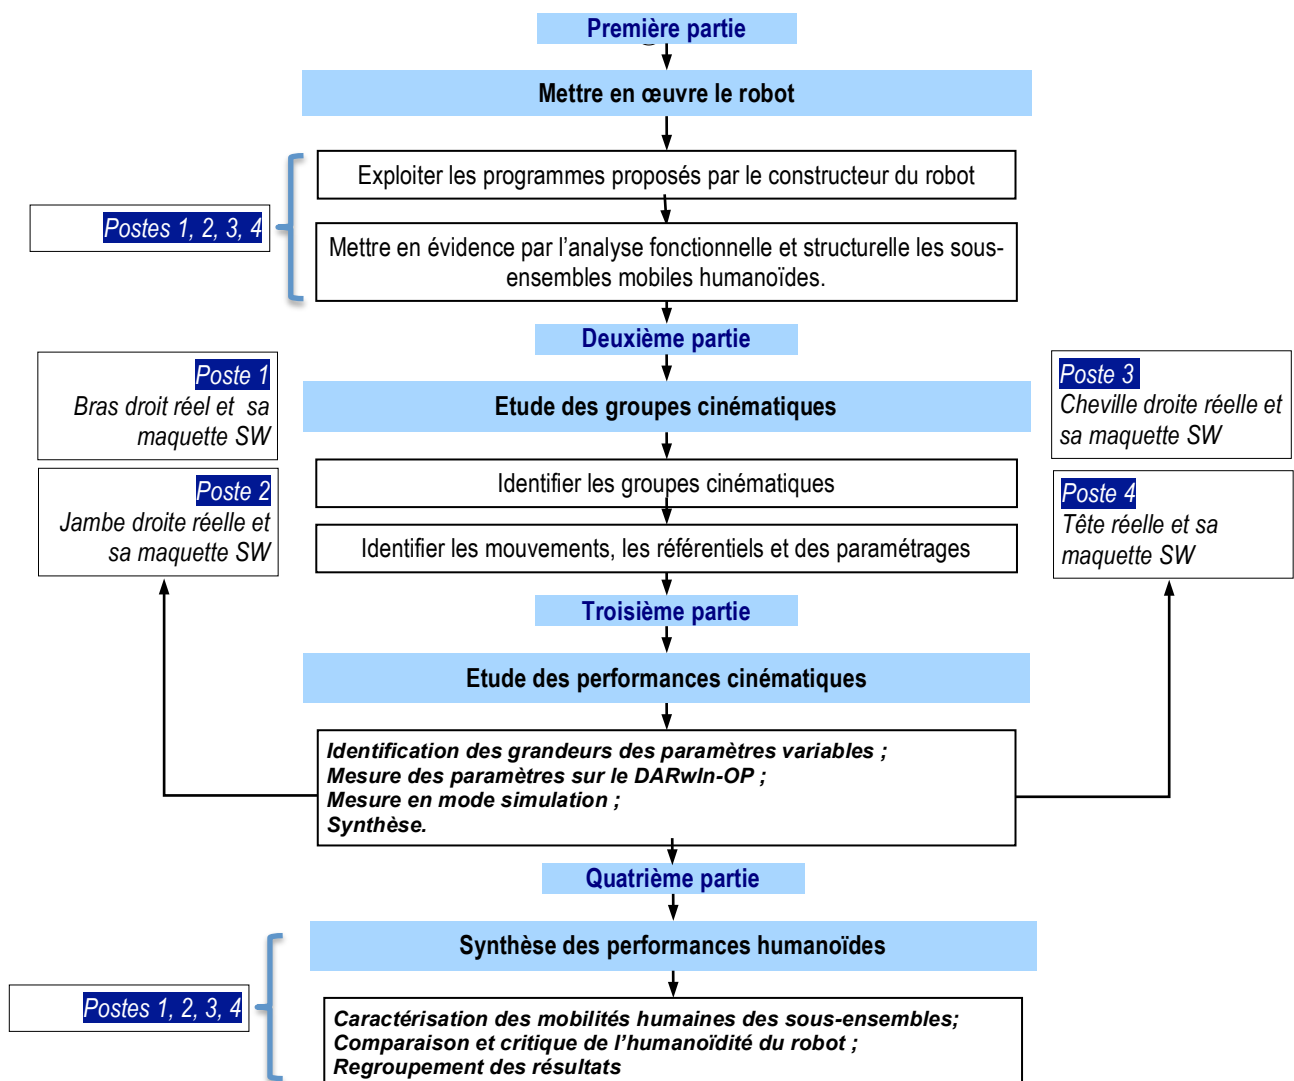 Première partie
Mettre en œuvre le robot
Exploiter les programmes proposés par le constructeur du robot
Postes 1, 2, 3, 4
Mettre en évidence par l’analyse fonctionnelle et structurelle les sous-
ensembles mobiles humanoïdes.
Deuxième partie
Poste 1
Bras droit réel et sa
maquette SW
Poste 2
Jambe droite réelle et
sa maquette SW
Etude des groupes cinématiques
Identifier les groupes cinématiques
Identifier les mouvements, les référentiels et des paramétrages
Poste 3
Cheville droite réelle et
sa maquette SW
Poste 4
Tête réelle et sa
maquette SW
Troisième partie
Etude des performances cinématiques
Identification des grandeurs des paramètres variables ;
Mesure des paramètres sur le DARwIn-OP ;
Mesure en mode simulation ;
Synthèse.
Quatrième partie
Synthèse des performances humanoïdes
Postes 1, 2, 3, 4
Caractérisation des mobilités humaines des sous-ensembles;
Comparaison et critique de l’humanoïdité du robot ;
Regroupement des résultats